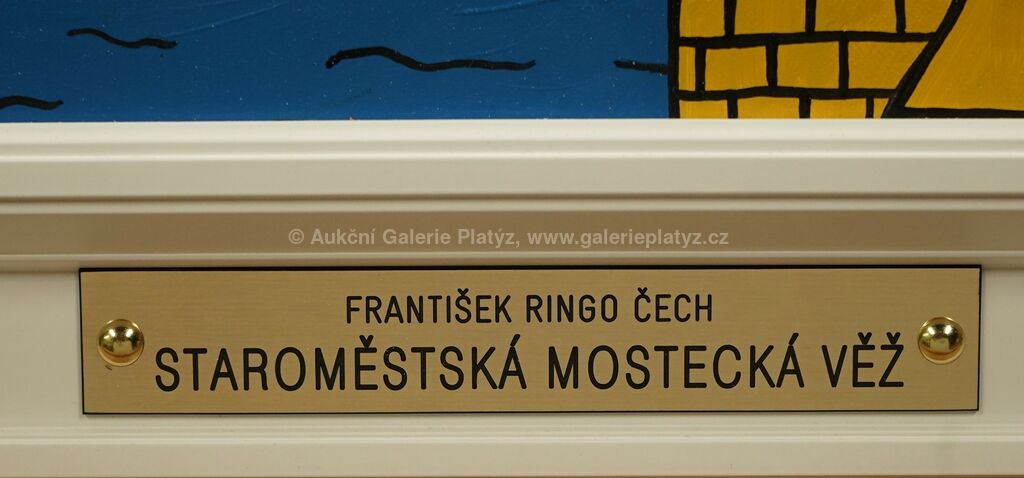 © Aukční Galerie Platýz, www.galerieplatyz.cz
FRANTIŠEK RINGO ČECH
STAROMĚSTSKÁ MOSTECKÁ VĚŽ